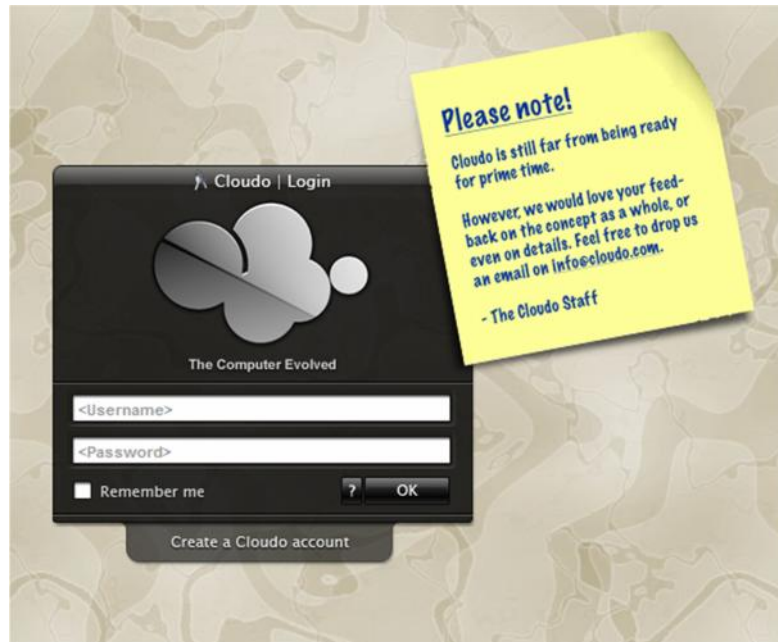 Please note!
Cloudo is still far from being ready
for prime time.
However, we would love your feed-
back on the concept as a whole, or
even on details. Feel free to drop us
an email on info@cloudo.com.
- The Cloudo Staff
Cloudo | Login
The Computer Evolved
<Username>
<Password>
Remember me
? OK
Create a Cloudo account